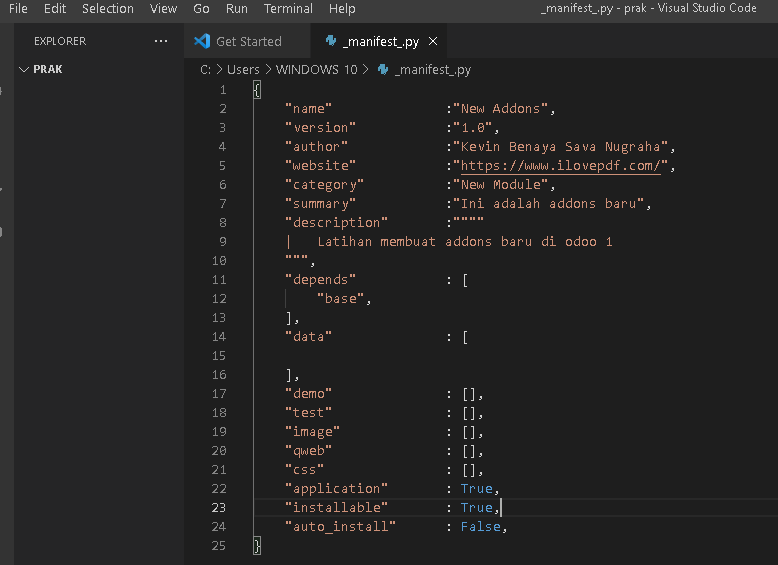 File Edit Selection View Go Run Terminal Help _manifest_.py - prak - Visual Studio Code
EXPLORER ··· Get Started _manifest_.py ×
PRAK C: > Users > WINDOWS 10 > _manifest_.py
1 {
2 "name" :"New Addons",
3 "version" :"1.0",
4 "author" :"Kevin Benaya Sava Nugraha",
5 "website" :"https://www.ilovepdf.com/",
6 "category" :"New Module",
7 "summary" :"Ini adalah addons baru",
8 "description" :""""
9 Latihan membuat addons baru di odoo 1
10 """,
11 "depends" : [
12 "base",
13 ],
14 "data" : [
15
16 ],
17 "demo" : [],
18 "test" : [],
19 "image" : [],
20 "qweb" : [],
21 "css" : [],
22 "application" : True,
23 "installable" : True,
24 "auto_install" : False,
25 }